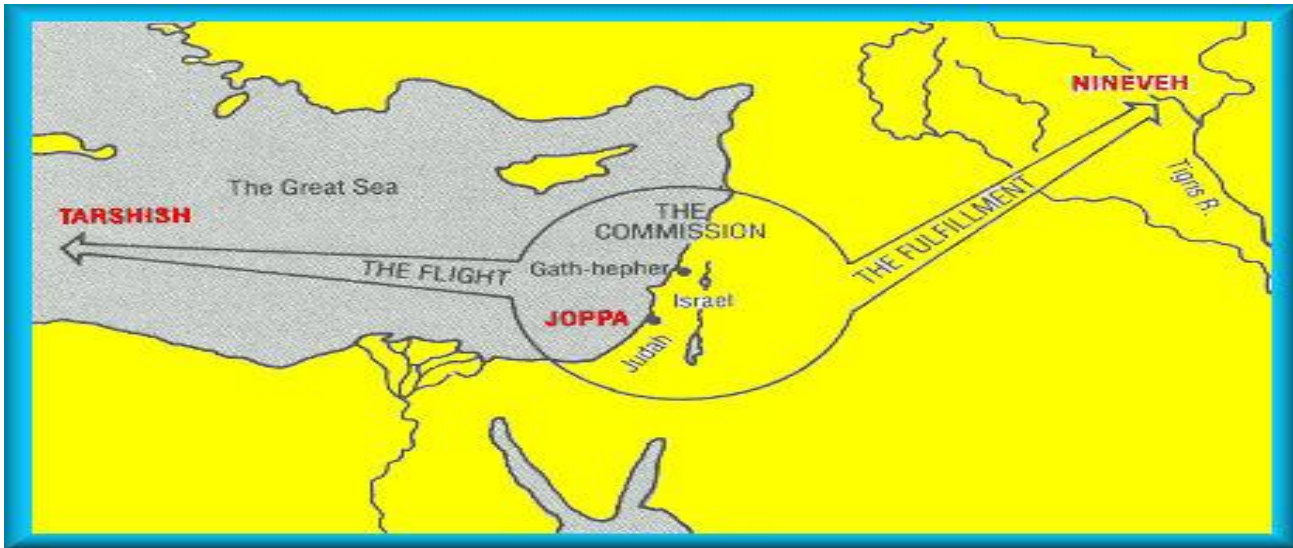 NINEVEH
Tigris R.
The Great Sea
TARSHISH
THE
COMMISSION
THE FULFILLMENT
THE FLIGHT
Gath-hepher
Israel
JOPPA
Judah